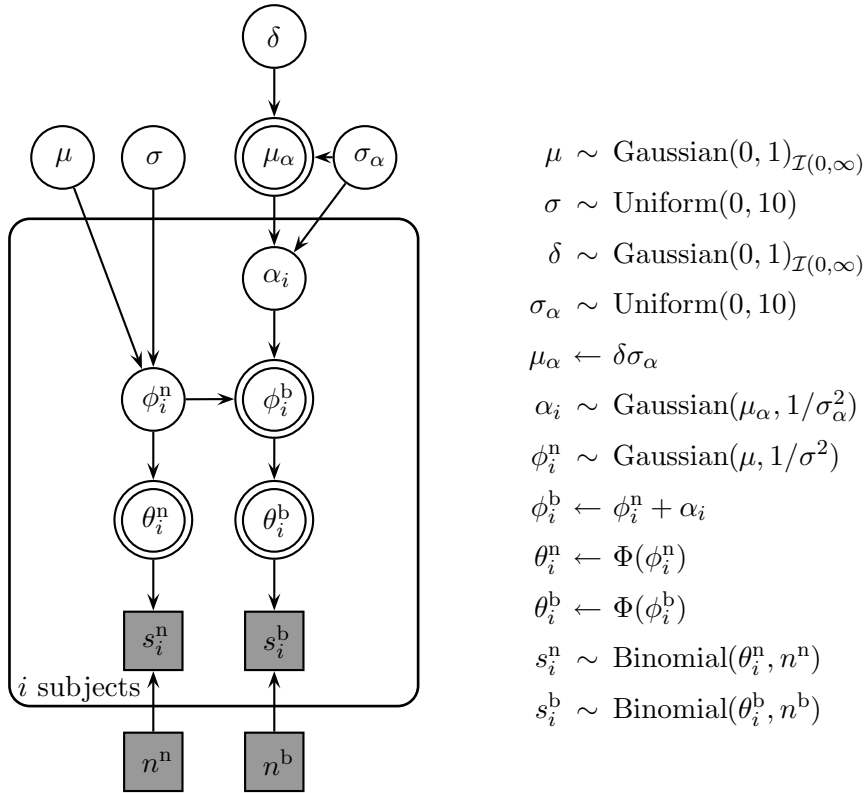 δ
μ σ μ_α σ_α
α_i
ϕ_i^n ϕ_i^b
θ_i^n θ_i^b
s_i^n s_i^b
i subjects
n^n n^b
μ ∼ Gaussian(0, 1)_{I(0,∞)}
σ ∼ Uniform(0, 10)
δ ∼ Gaussian(0, 1)_{I(0,∞)}
σ_α ∼ Uniform(0, 10)
μ_α ← δσ_α
α_i ∼ Gaussian(μ_α, 1/σ_α^2)
ϕ_i^n ∼ Gaussian(μ, 1/σ^2)
ϕ_i^b ← ϕ_i^n + α_i
θ_i^n ← Φ(ϕ_i^n)
θ_i^b ← Φ(ϕ_i^b)
s_i^n ∼ Binomial(θ_i^n, n^n)
s_i^b ∼ Binomial(θ_i^b, n^b)